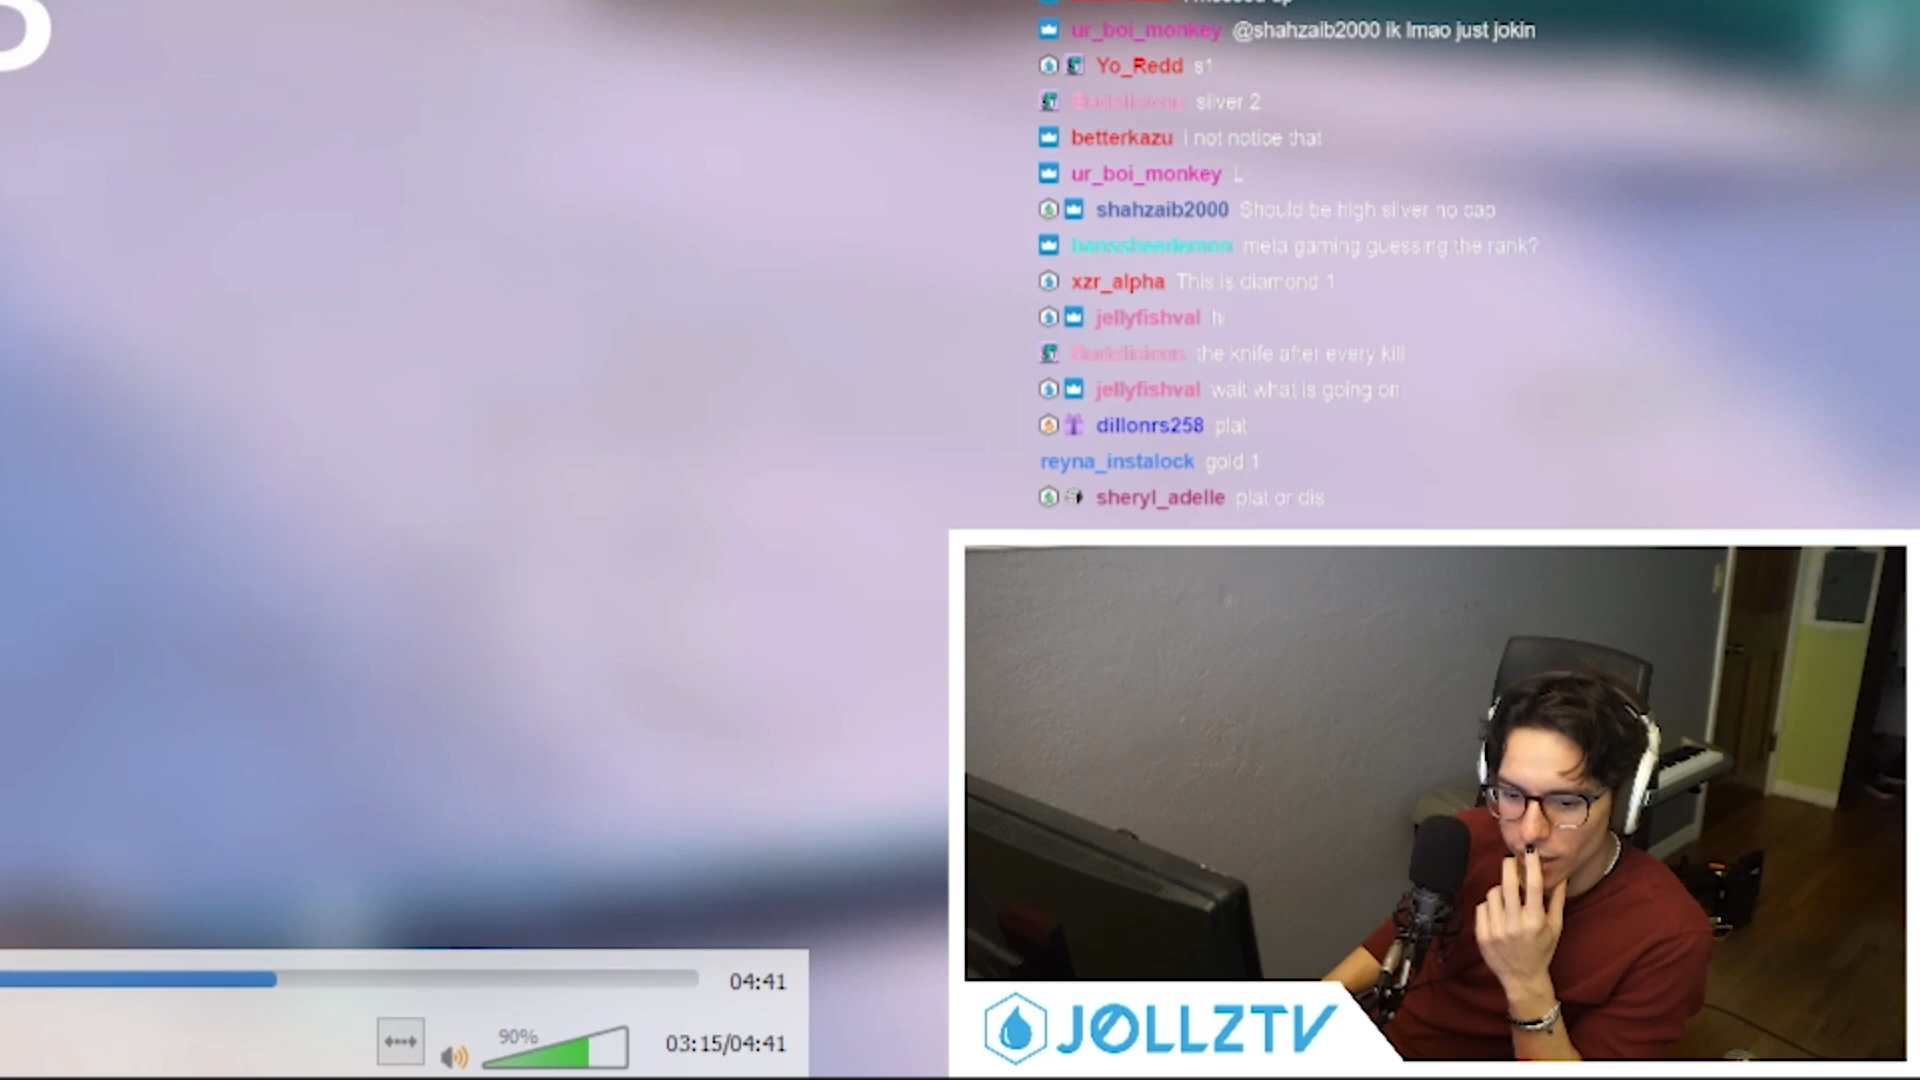 S
@shahzaib2000 ik lmao just jokin
ur_boi_monkey
Yo_Redd s1
silver 2
betterkazu i not notice that
ur_boi_monkey L
shahzaib2000 Should be high silver no cap
hanssheedemon meta gaming guessing the rank?
xzr_alpha This is diamond 1
jellyfishval hi
the knife after every kill
jellyfishval wait what is going on
dillonrs258 plat
reyna_instalock gold 1
sheryl_adelle plat or dis
04:41
90%
03:15/04:41
JØLLZTV